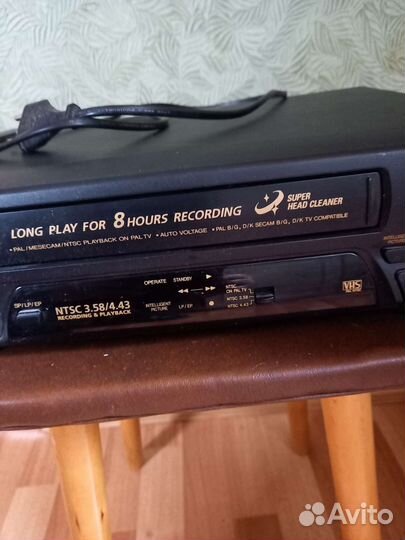 SUPER
HEAD CLEANER
LONG PLAY FOR 8 HOURS RECORDING
• PAL/MESECAM/NTSC PLAYBACK ON PAL TV • AUTO VOLTAGE • PAL B/G, D/K SECAM B/G, D/K TV COMPATIBLE
OPERATE STANDBY
SP/LP/EP
NTSC 3.58/4.43
RECORDING & PLAYBACK
INTELLIGENT
PICTURE
LP/EP
NTSC
ON PAL TV
NTSC 3.58
NTSC 4.43
VHS
Avito